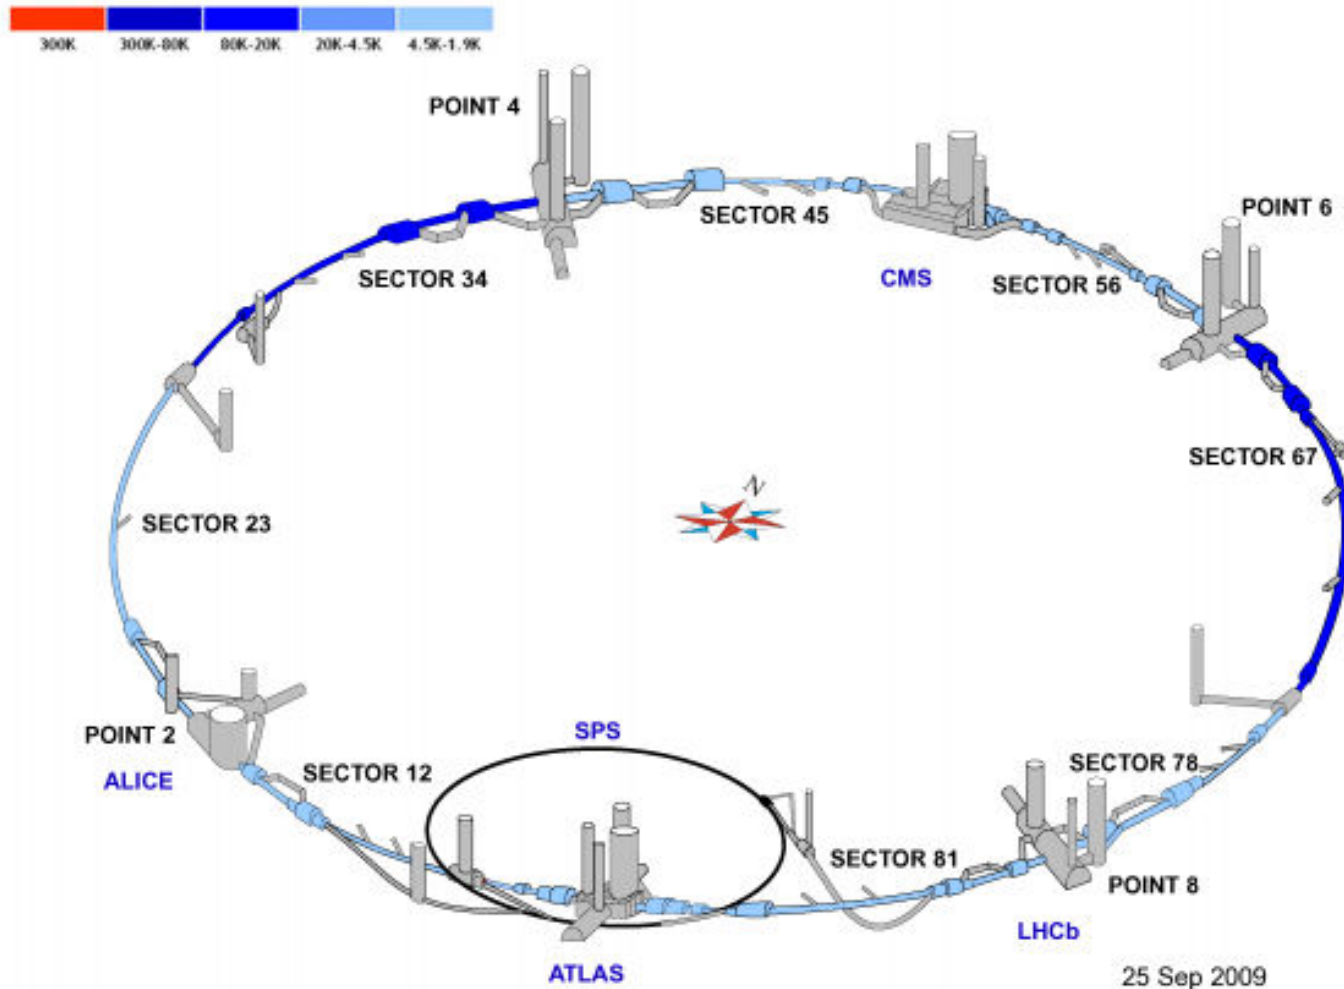 300K 300K-80K 80K-20K 20K-4.5K 4.5K-1.9K
POINT 4
POINT 6
SECTOR 45
CMS
SECTOR 34
SECTOR 56
SECTOR 67
N
SECTOR 23
SPS
POINT 2
ALICE
SECTOR 12
SECTOR 78
SECTOR 81
POINT 8
LHCb
ATLAS
25 Sep 2009